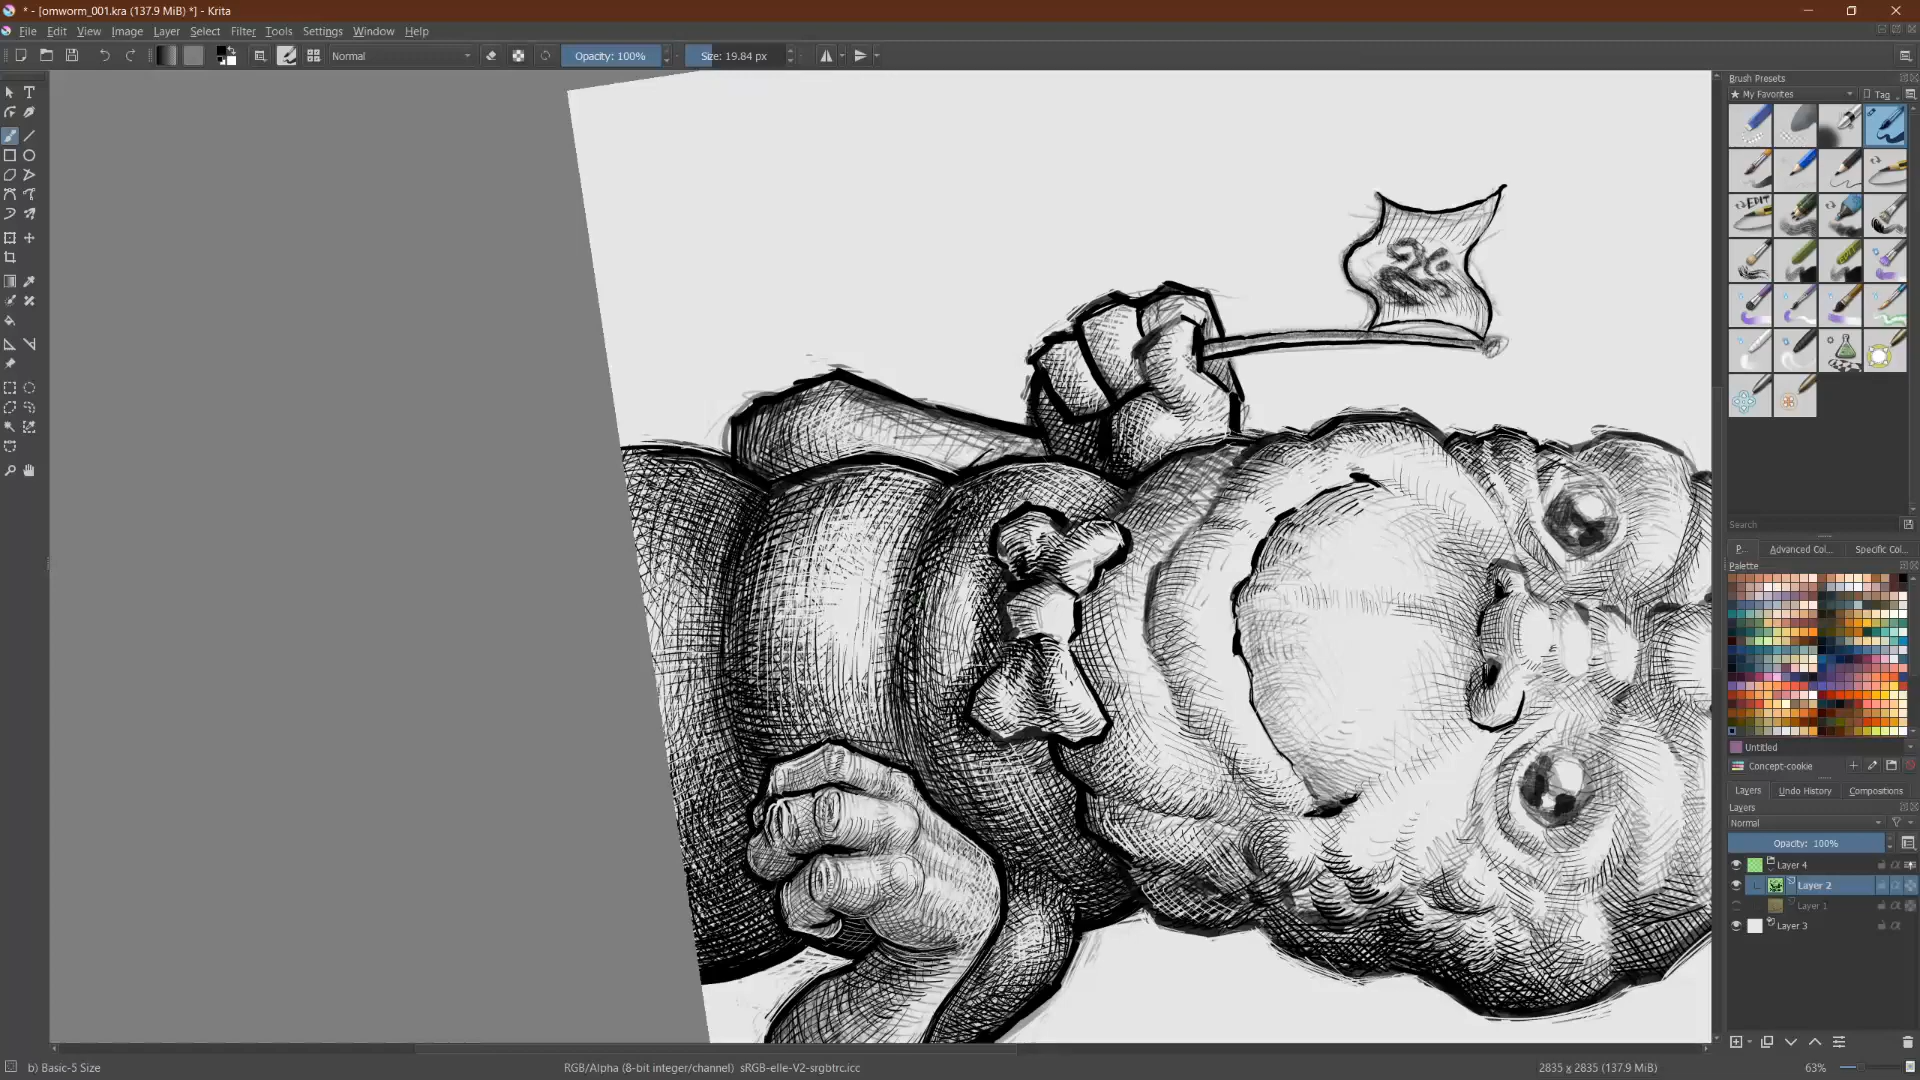 * - [omworm_001.kra (137.9 MiB) *] - Krita
File Edit View Image Layer Select Filter Tools Settings Window Help
Normal Opacity: 100% Size: 19.84 px
Brush Presets
My Favorites Tag
EDIT
Search
P... Advanced Col... Specific Col...
Palette
Untitled
Concept-cookie
Layers Undo History Compositions
Layers
Normal
Opacity: 100%
Layer 4
Layer 2
Layer 1
Layer 3
b) Basic-5 Size RGB/Alpha (8-bit integer/channel) sRGB-elle-V2-srgbtrc.icc 2835 x 2835 (137.9 MiB) 63%